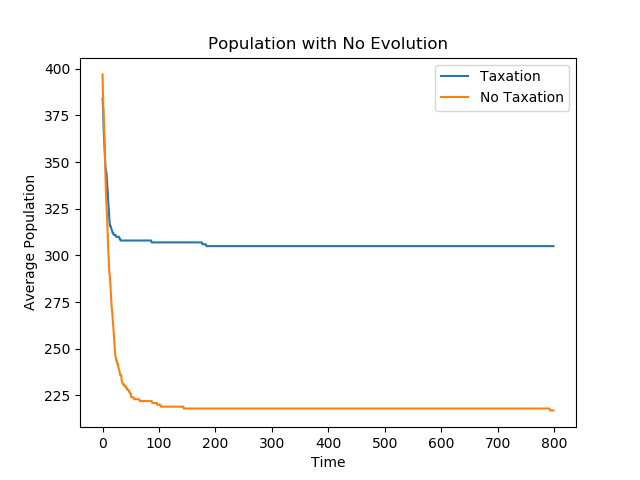 Population with No Evolution
Taxation
No Taxation
Average Population
400
375
350
325
300
275
250
225
0 100 200 300 400 500 600 700 800
Time